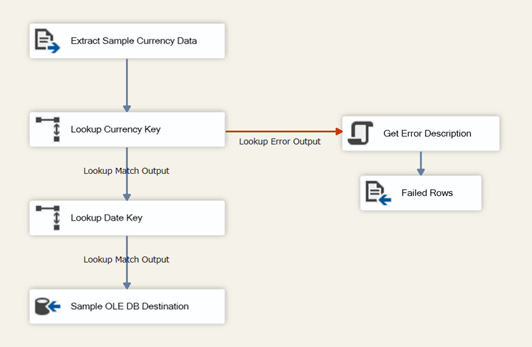 Extract Sample Currency Data
Lookup Currency Key
Lookup Error Output
Get Error Description
Lookup Match Output
Failed Rows
Lookup Date Key
Lookup Match Output
Sample OLE DB Destination